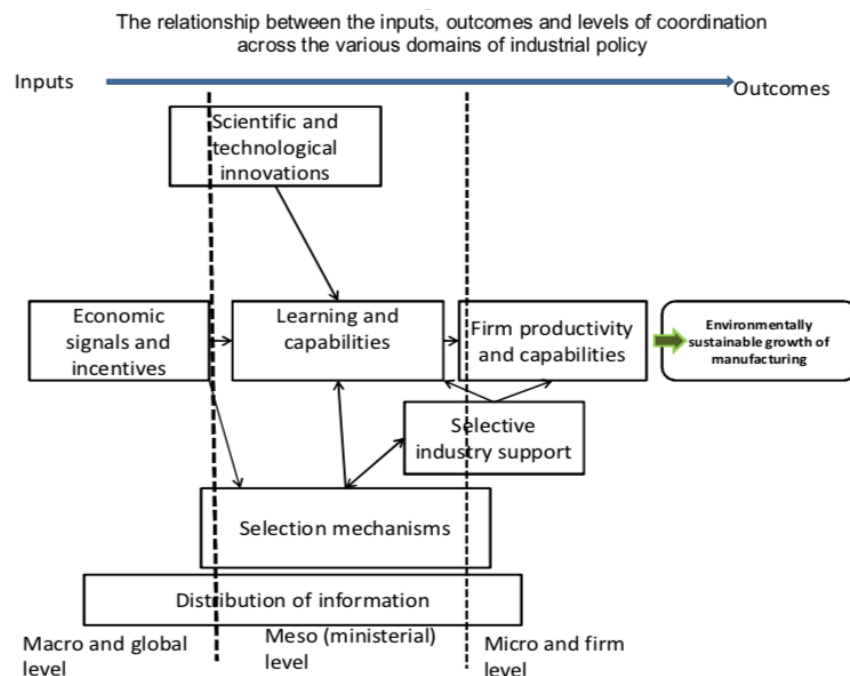 The relationship between the inputs, outcomes and levels of coordination
across the various domains of industrial policy
Inputs
Outcomes
Scientific and
technological
innovations
Economic
signals and
incentives
Learning and
capabilities
Firm productivity
and capabilities
Environmentally
sustainable growth of
manufacturing
Selective
industry support
Selection mechanisms
Distribution of information
Macro and global
level
Meso (ministerial)
level
Micro and firm
level